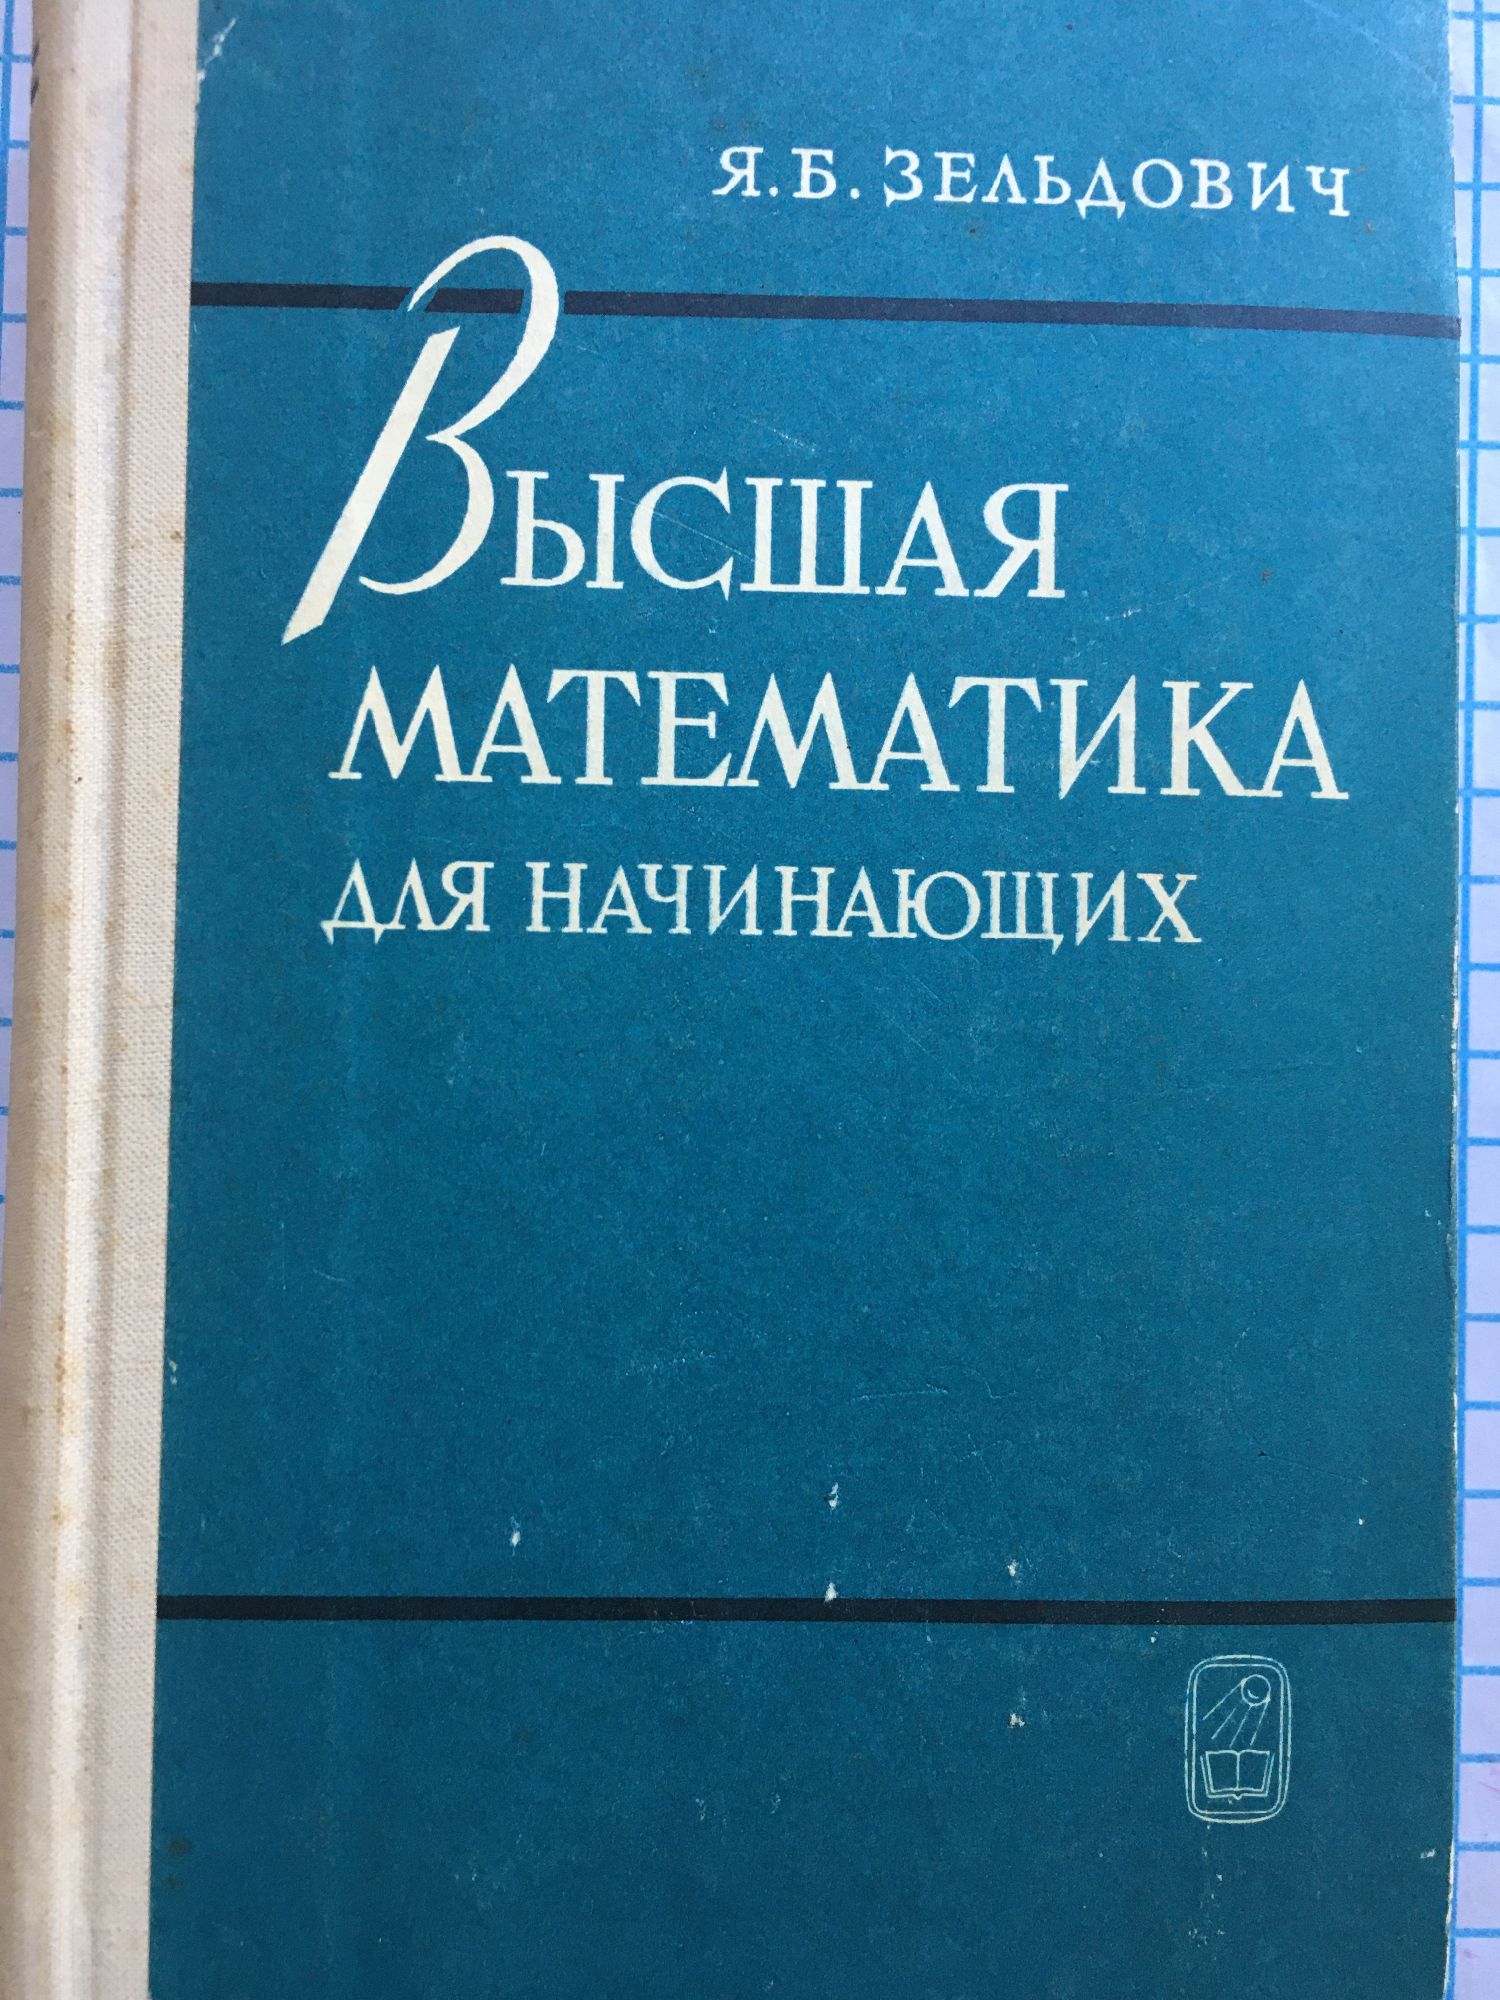 Я. Б. ЗЕЛЬДОВИЧ
ВЫСШАЯ
МАТЕМАТИКА
ДЛЯ НАЧИНАЮЩИХ